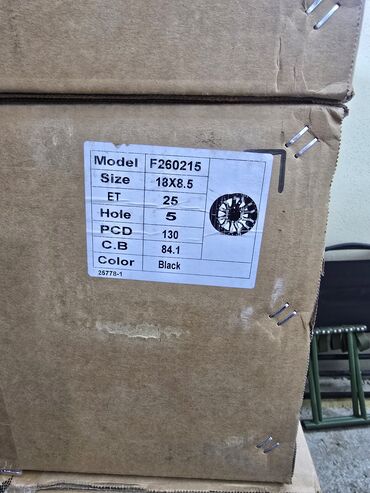 Model F260215
Size 18X8.5
ET 25
Hole 5
PCD 130
C.B 84.1
Color Black
25778-1